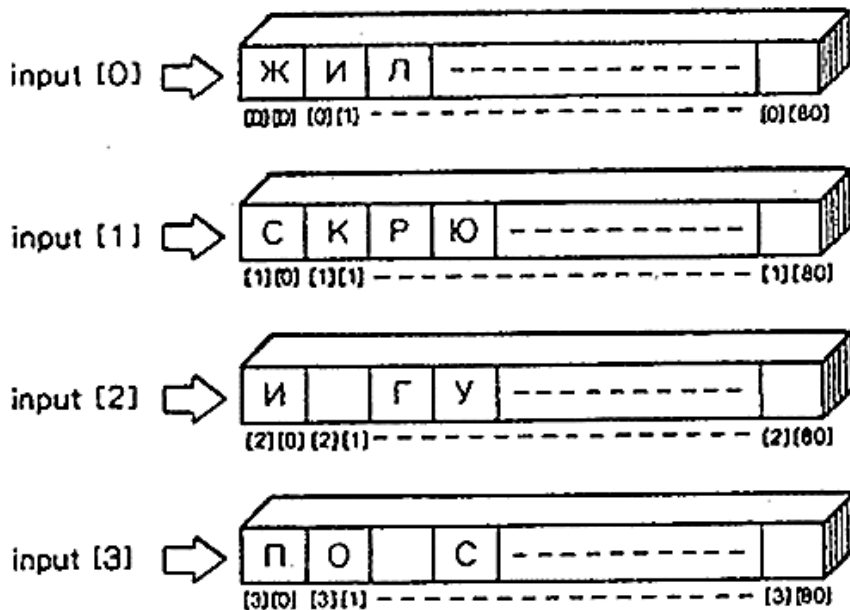 input [0] Ж И Л
[0][0] [0][1] [0][80]
input [1] С К Р Ю
[1][0] [1][1] [1][80]
input [2] И Г У
[2][0] [2][1] [2][80]
input [3] П О С
[3][0] [3][1] [3][80]